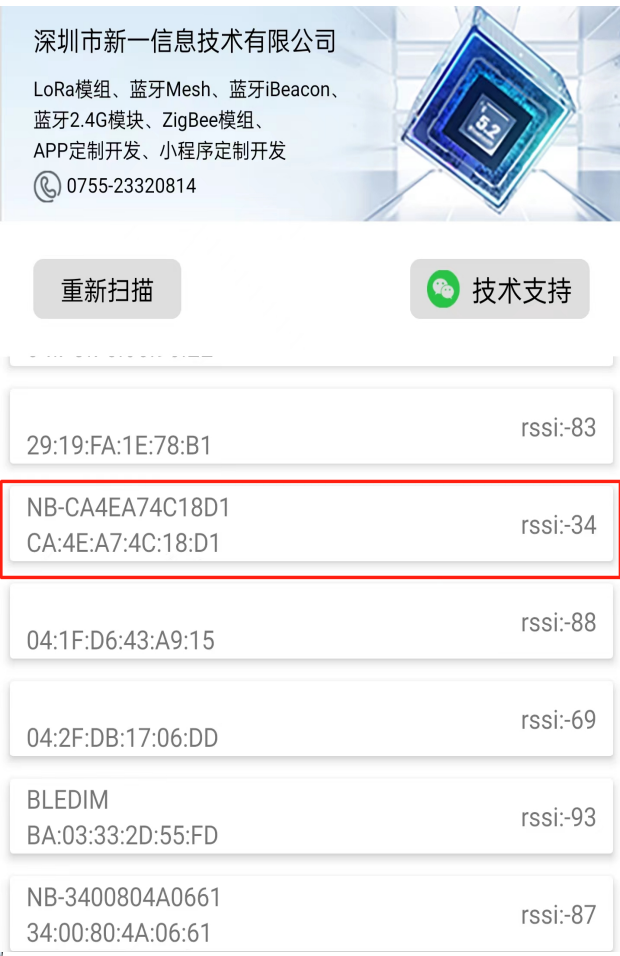 深圳市新一信息技术有限公司
LoRa模组、蓝牙Mesh、蓝牙iBeacon、
蓝牙2.4G模块、ZigBee模组、
APP定制开发、小程序定制开发
0755-23320814
5.2
重新扫描
技术支持
29:19:FA:1E:78:B1
rssi:-83
NB-CA4EA74C18D1
CA:4E:A7:4C:18:D1
rssi:-34
04:1F:D6:43:A9:15
rssi:-88
04:2F:DB:17:06:DD
rssi:-69
BLEDIM
BA:03:33:2D:55:FD
rssi:-93
NB-3400804A0661
34:00:80:4A:06:61
rssi:-87